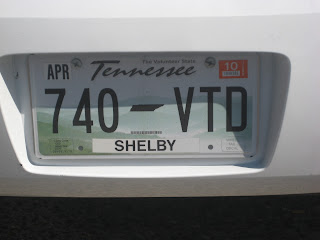 The Volunteer State
APR Tennessee 10
740 VTD
SHELBY